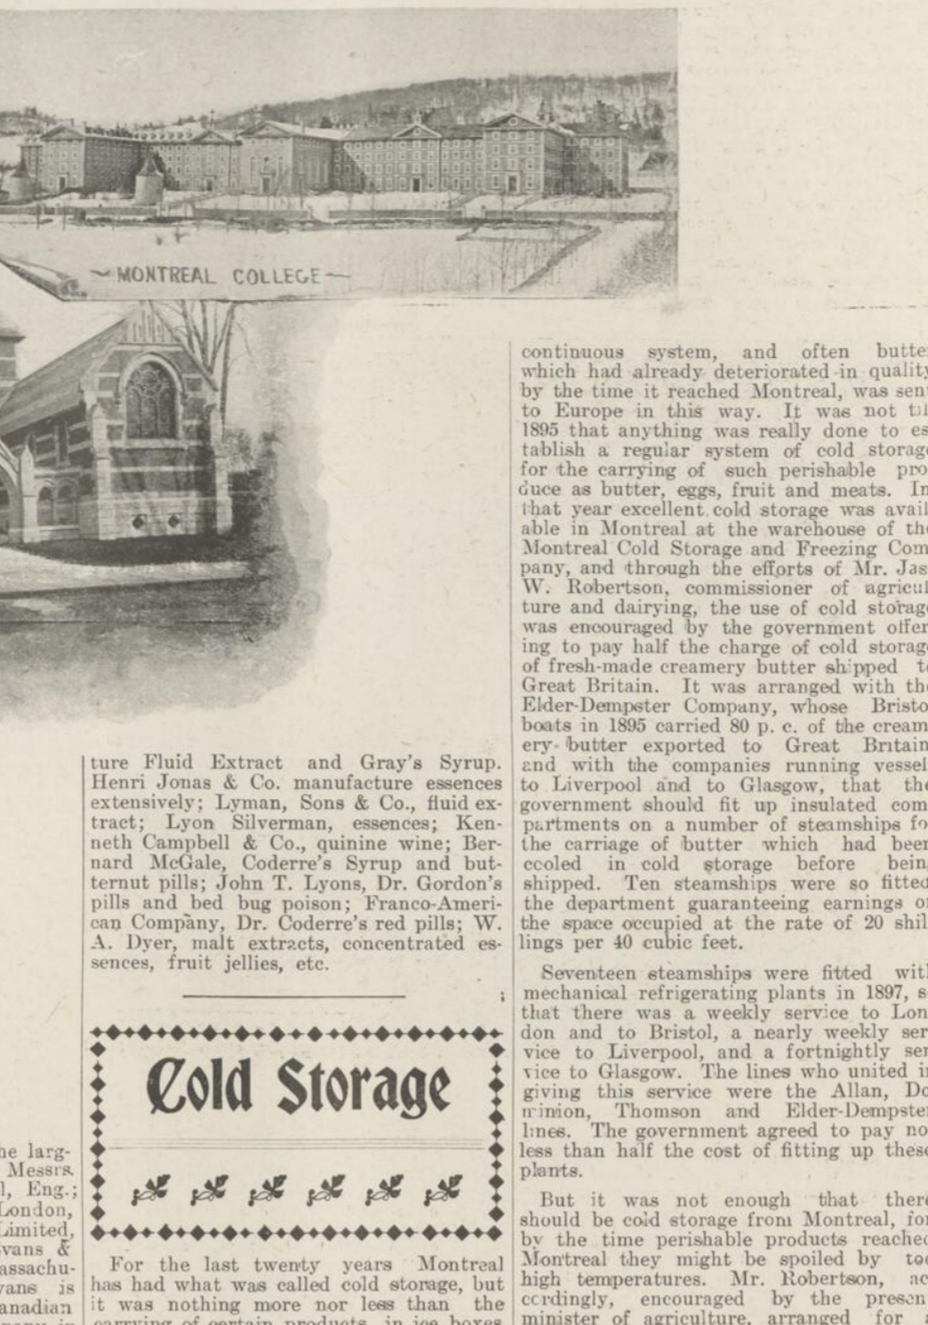 MONTREAL COLLEGE
he larg-
Messrs.
l, Eng.;
London,
Limited,
vans &
assachu-
vans is
anadian
ture Fluid Extract and Gray's Syrup.
Henri Jonas & Co. manufacture essences
extensively; Lyman, Sons & Co., fluid ex-
tract; Lyon Silverman, essences; Ken-
neth Campbell & Co., quinine wine; Ber-
nard McGale, Coderre's Syrup and but-
ternut pills; John T. Lyons, Dr. Gordon's
pills and bed bug poison; Franco-Ameri-
can Company, Dr. Coderre's red pills; W.
A. Dyer, malt extracts, concentrated es-
sences, fruit jellies, etc.
Cold Storage
For the last twenty years Montreal
has had what was called cold storage, but
it was nothing more nor less than the
carrying of certain products in ice boxes
continuous system, and often butte
which had already deteriorated in quality
by the time it reached Montreal, was sen
to Europe in this way. It was not til
1895 that anything was really done to es
tablish a regular system of cold storag
for the carrying of such perishable pro
duce as butter, eggs, fruit and meats. In
that year excellent cold storage was avail
able in Montreal at the warehouse of th
Montreal Cold Storage and Freezing Com
pany, and through the efforts of Mr. Jas
W. Robertson, commissioner of agricul
ture and dairying, the use of cold storag
was encouraged by the government offer
ing to pay half the charge of cold storag
of fresh-made creamery butter shipped t
Great Britain. It was arranged with th
Elder-Dempster Company, whose Bristo
boats in 1895 carried 80 p. c. of the cream
ery butter exported to Great Britain
and with the companies running vessel
to Liverpool and to Glasgow, that the
government should fit up insulated com
partments on a number of steamships fo
the carriage of butter which had been
cooled in cold storage before bein
shipped. Ten steamships were so fitted
the department guaranteeing earnings o
the space occupied at the rate of 20 shil
lings per 40 cubic feet.
Seventeen steamships were fitted wit
mechanical refrigerating plants in 1897, s
that there was a weekly service to Lon
don and to Bristol, a nearly weekly ser
vice to Liverpool, and a fortnightly ser
vice to Glasgow. The lines who united i
giving this service were the Allan, Do
minion, Thomson and Elder-Dempste
lines. The government agreed to pay no
less than half the cost of fitting up these
plants.
But it was not enough that ther
should be cold storage from Montreal, for
by the time perishable products reached
Montreal they might be spoiled by too
high temperatures. Mr. Robertson, ac
cordingly, encouraged by the presen
minister of agriculture, arranged for a